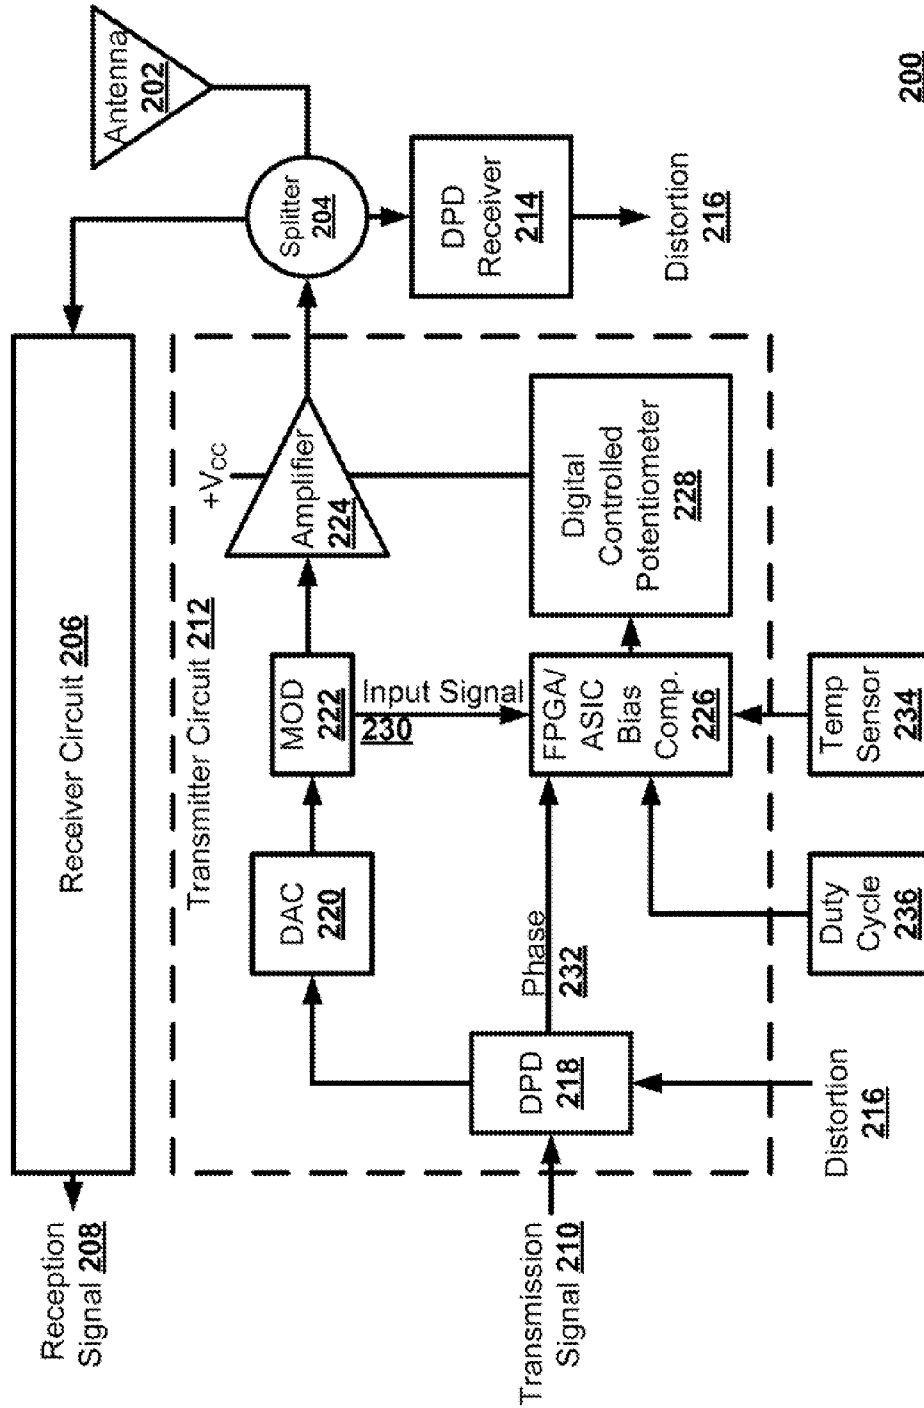 Reception
Signal 208
Receiver Circuit 206
Antenna
202
Transmitter Circuit 212
+VCC
DAC
220
MOD
222
Amplifier
224
Splitter
204
Input Signal
230
Transmission
Signal 210
DPD
218
Phase
232
FPGA/
ASIC
Bias
Comp.
226
Digital
Controlled
Potentiometer
228
DPD
Receiver
214
Distortion
216
Distortion
216
Duty
Cycle
236
Temp
Sensor
234
200